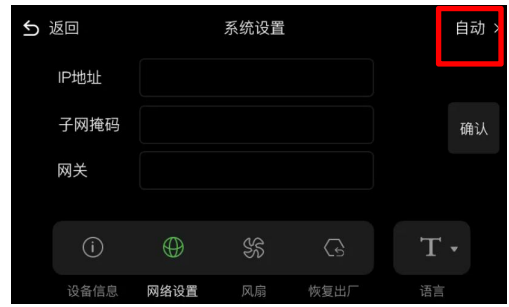 返回 系统设置 自动 >
IP地址
子网掩码 确认
网关
T
设备信息 网络设置 风扇 恢复出厂 语言